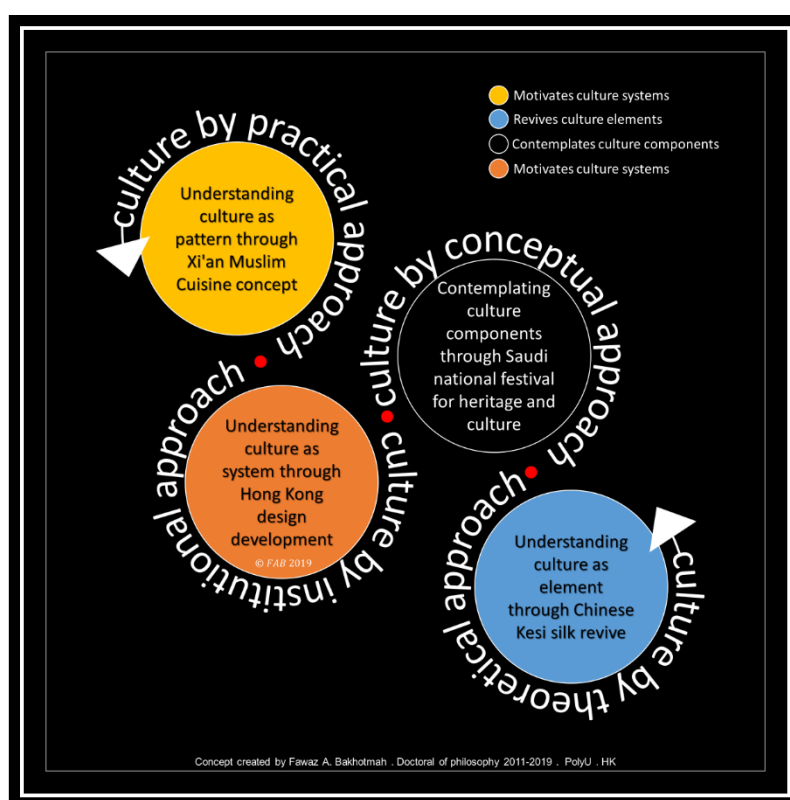 Motivates culture systems
Revives culture elements
Contemplates culture components
Motivates culture systems
culture by practical approach
Understanding
culture as
pattern through
Xi'an Muslim
Cuisine concept
culture by conceptual approach
Contemplating
culture
components
through Saudi
national festival
for heritage and
culture
culture by institutional approach
Understanding
culture as
system through
Hong Kong
design
development
© FAB 2019
culture by theoretical approach
Understanding
culture as
element
through Chinese
Kesi silk revive
Concept created by Fawaz A. Bakhotmah . Doctoral of philosophy 2011-2019 . PolyU . HK